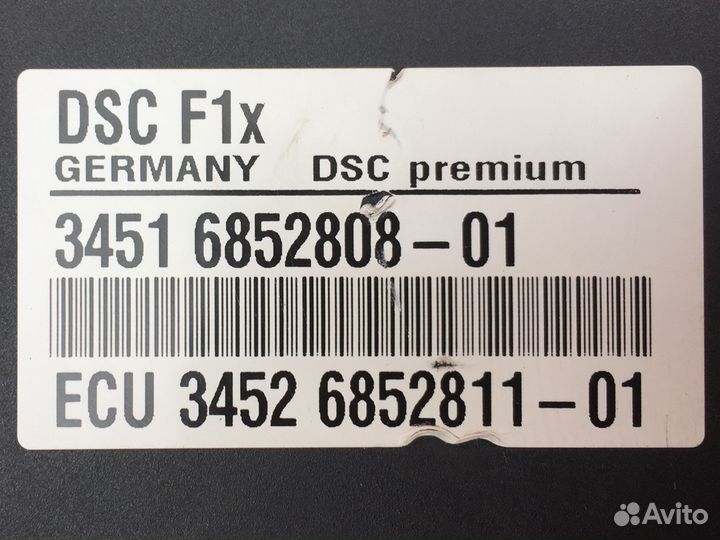 DSC F1x
GERMANY DSC premium
3451 6852808-01
ECU 3452 6852811-01
Avito